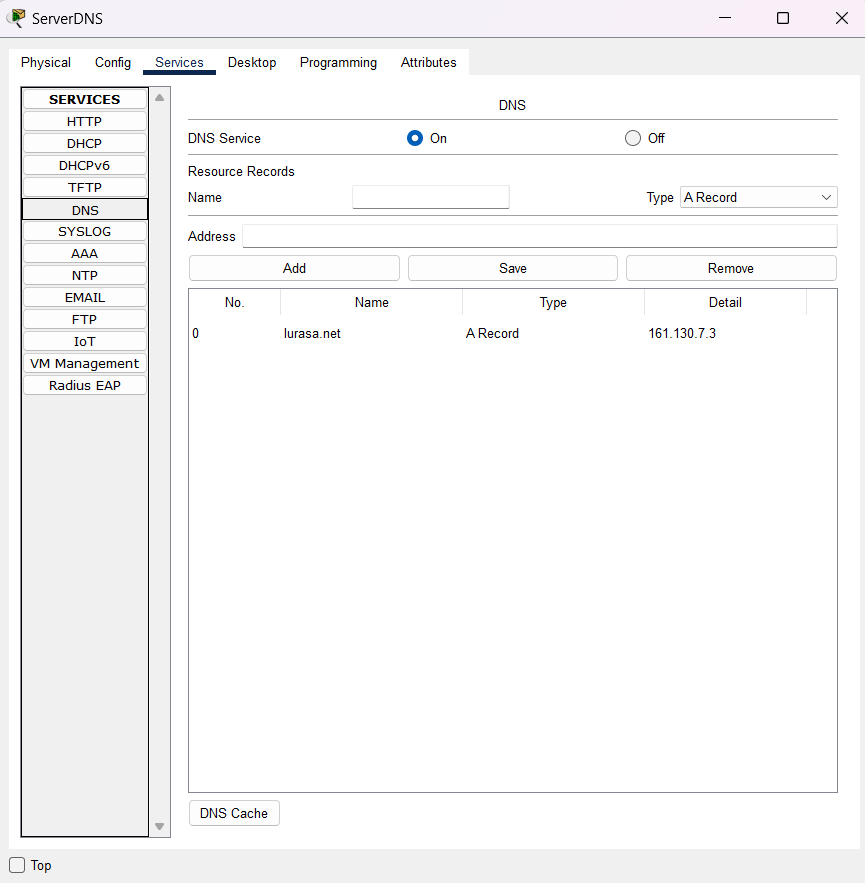 ServerDNS
Physical Config Services Desktop Programming Attributes
SERVICES
HTTP
DHCP
DHCPv6
TFTP
DNS
SYSLOG
AAA
NTP
EMAIL
FTP
IoT
VM Management
Radius EAP
DNS
DNS Service On Off
Resource Records
Name Type A Record
Address
Add Save Remove
No. Name Type Detail
0 lurasa.net A Record 161.130.7.3
DNS Cache
Top